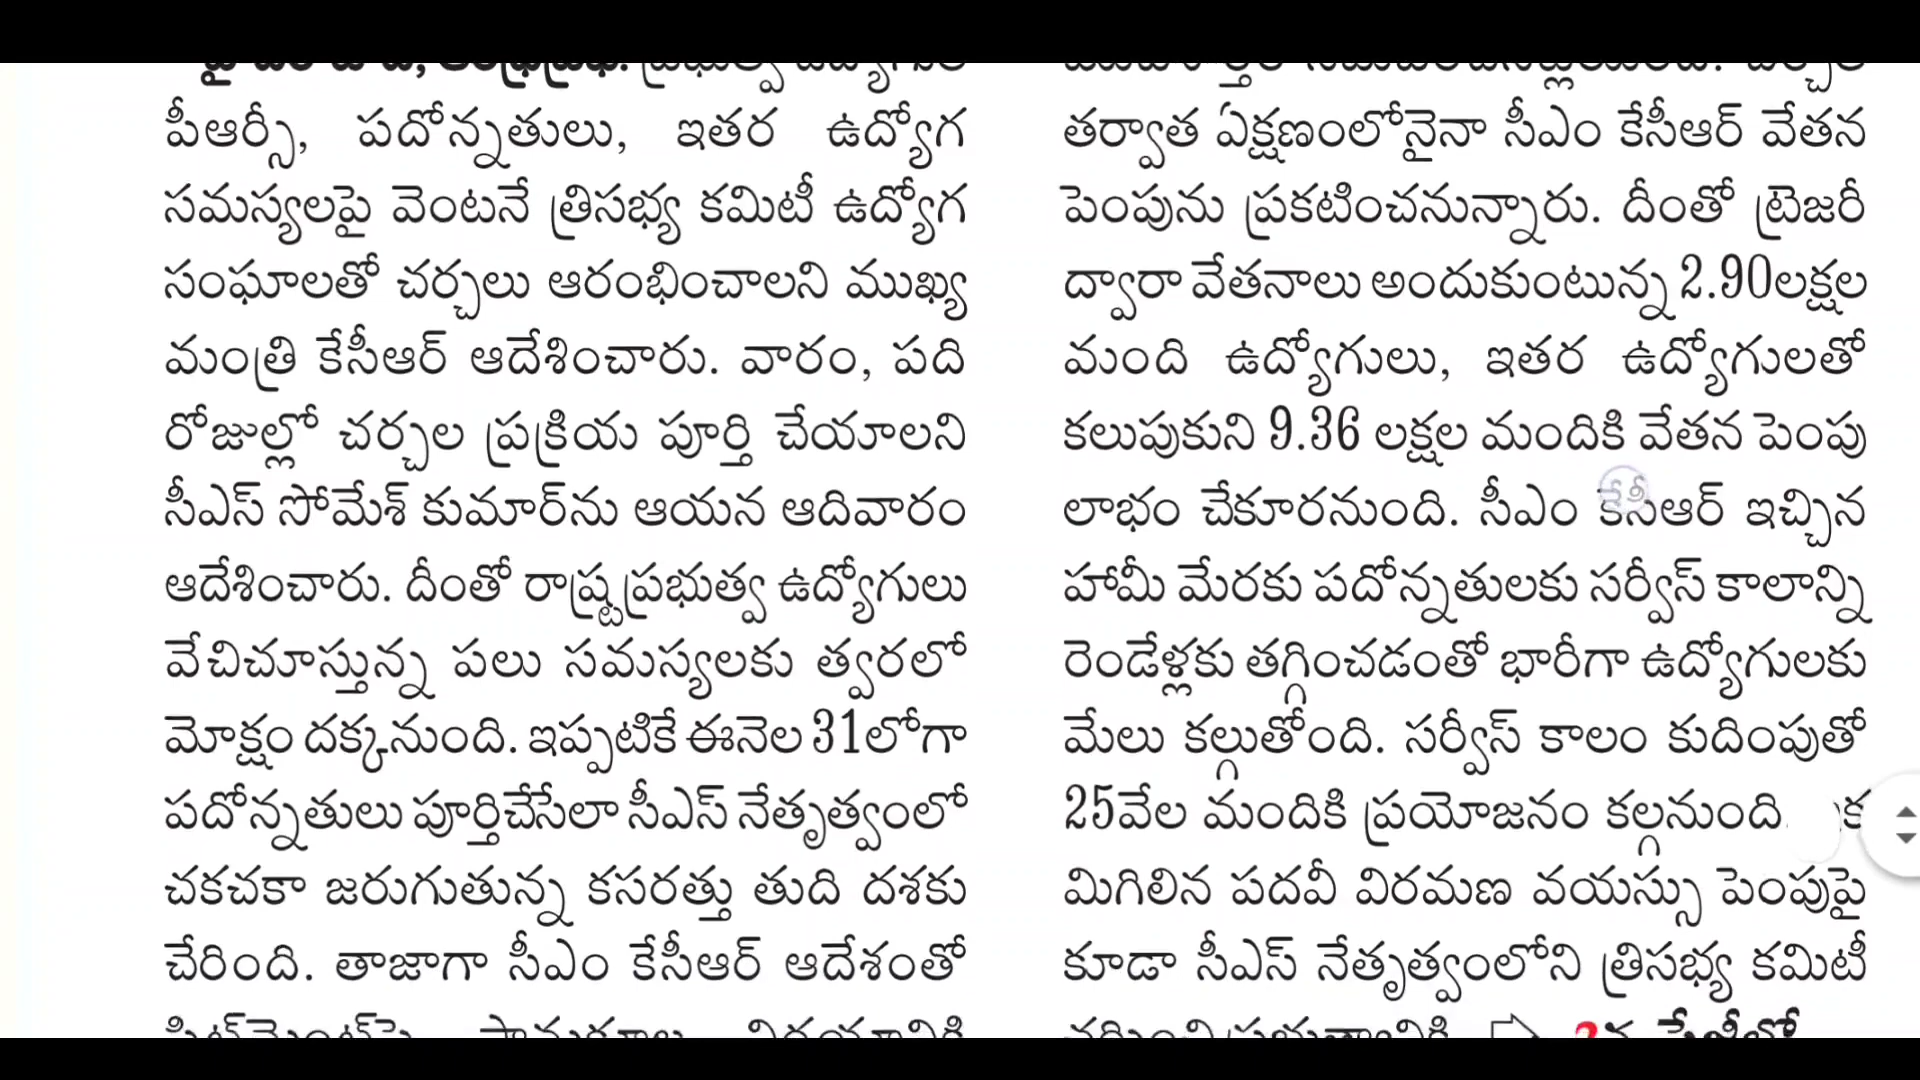 పీఆర్సీ, పదోన్నతులు, ఇతర ఉద్యోగ
సమస్యలపై వెంటనే త్రిసభ్య కమిటీ ఉద్యోగ
సంఘాలతో చర్చలు ఆరంభించాలని ముఖ్య
మంత్రి కేసీఆర్ ఆదేశించారు. వారం, పది
రోజుల్లో చర్చల ప్రక్రియ పూర్తి చేయాలని
సీఎస్ సోమేశ్ కుమార్‌ను ఆయన ఆదివారం
ఆదేశించారు. దీంతో రాష్ట్ర ప్రభుత్వ ఉద్యోగులు
వేచిచూస్తున్న పలు సమస్యలకు త్వరలో
మోక్షం దక్కనుంది. ఇప్పటికే ఈనెల 31లోగా
పదోన్నతులు పూర్తిచేసేలా సీఎస్ నేతృత్వంలో
చకచకా జరుగుతున్న కసరత్తు తుది దశకు
చేరింది. తాజాగా సీఎం కేసీఆర్ ఆదేశంతో
తర్వాత ఏక్షణంలోనైనా సీఎం కేసీఆర్ వేతన
పెంపును ప్రకటించనున్నారు. దీంతో ట్రెజరీ
ద్వారా వేతనాలు అందుకుంటున్న 2.90లక్షల
మంది ఉద్యోగులు, ఇతర ఉద్యోగులతో
కలుపుకుని 9.36 లక్షల మందికి వేతన పెంపు
లాభం చేకూరనుంది. సీఎం కేసీఆర్ ఇచ్చిన
హామీ మేరకు పదోన్నతులకు సర్వీస్ కాలాన్ని
రెండేళ్లకు తగ్గించడంతో భారీగా ఉద్యోగులకు
మేలు కల్గుతోంది. సర్వీస్ కాలం కుదింపుతో
25వేల మందికి ప్రయోజనం కల్గనుంది.
మిగిలిన పదవీ విరమణ వయస్సు పెంపుపై
కూడా సీఎస్ నేతృత్వంలోని త్రిసభ్య కమిటీ